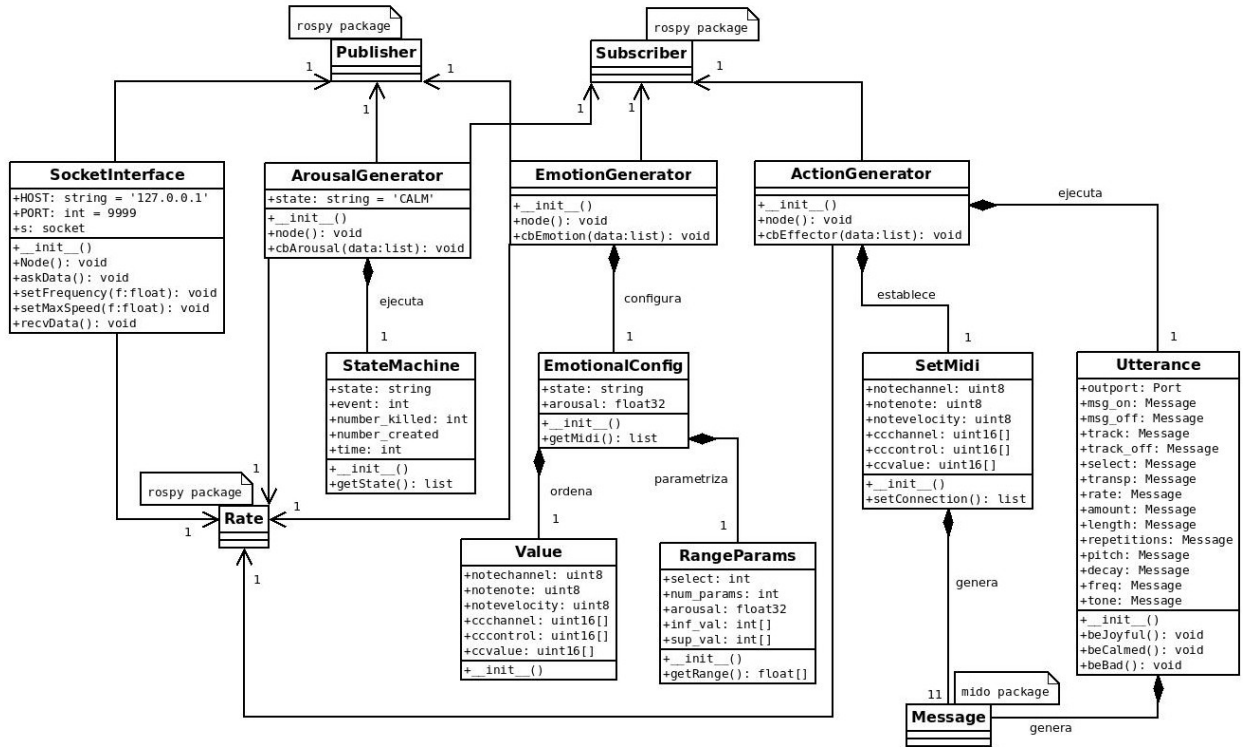 rospy package
Publisher
rospy package
Subscriber
1
1
1
1
1
1
SocketInterface
+HOST: string = '127.0.0.1'
+PORT: int = 9999
+s: socket
+__init__()
+Node(): void
+askData(): void
+setFrequency(f:float): void
+setMaxSpeed(f:float): void
+recvData(): void
ArousalGenerator
+state: string = 'CALM'
+__init__()
+node(): void
+cbArousal(data:list): void
EmotionGenerator
+__init__()
+node(): void
+cbEmotion(data:list): void
ActionGenerator
+__init__()
+node(): void
+cbEffector(data:list): void
ejecuta
ejecuta
configura
establece
1
1
1
1
StateMachine
+state: string
+event: int
+number_killed: int
+number_created
+time: int
+__init__()
+getState(): list
EmotionalConfig
+state: string
+arousal: float32
+__init__()
+getMidi(): list
SetMidi
+notechannel: uint8
+notenote: uint8
+notevelocity: uint8
+ccchannel: uint16[]
+cccontrol: uint16[]
+ccvalue: uint16[]
+__init__()
+setConnection(): list
Utterance
+outport: Port
+msg_on: Message
+msg_off: Message
+track: Message
+track_off: Message
+select: Message
+transp: Message
+rate: Message
+amount: Message
+length: Message
+repetitions: Message
+pitch: Message
+decay: Message
+freq: Message
+tone: Message
+__init__()
+beJoyful(): void
+beCalmed(): void
+beBad(): void
ordena
parametriza
1
1
rospy package
Rate
1
1
1
1
Value
+notechannel: uint8
+notenote: uint8
+notevelocity: uint8
+ccchannel: uint16[]
+cccontrol: uint16[]
+ccvalue: uint16[]
+__init__()
RangeParams
+select: int
+num_params: int
+arousal: float32
+inf_val: int[]
+sup_val: int[]
+__init__()
+getRange(): float[]
genera
11
mido package
Message
genera